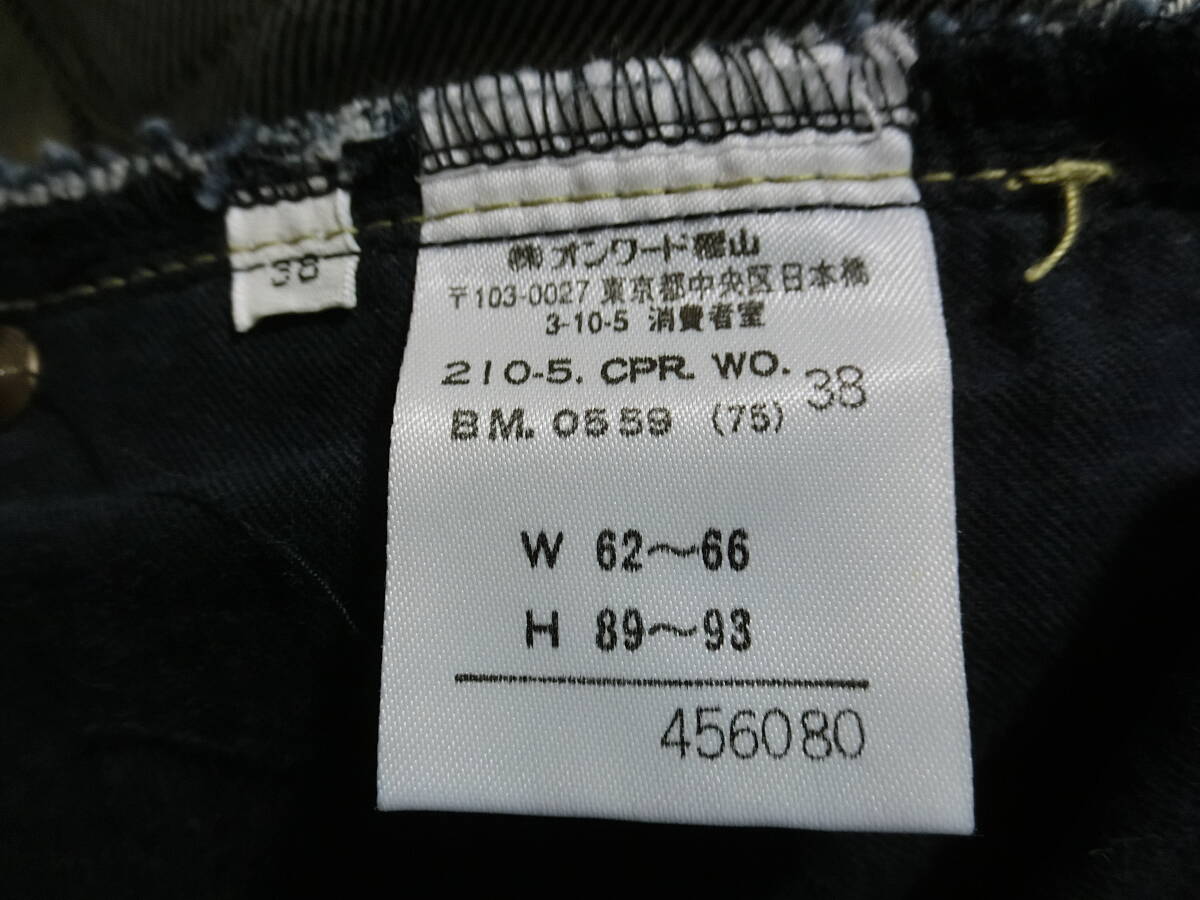 38
㈱オンワード樫山
〒103-0027 東京都中央区日本橋
3-10-5 消費者室
210-5. CPR. WO. 38
BM. 0559 (75)
W 62～66
H 89～93
456080